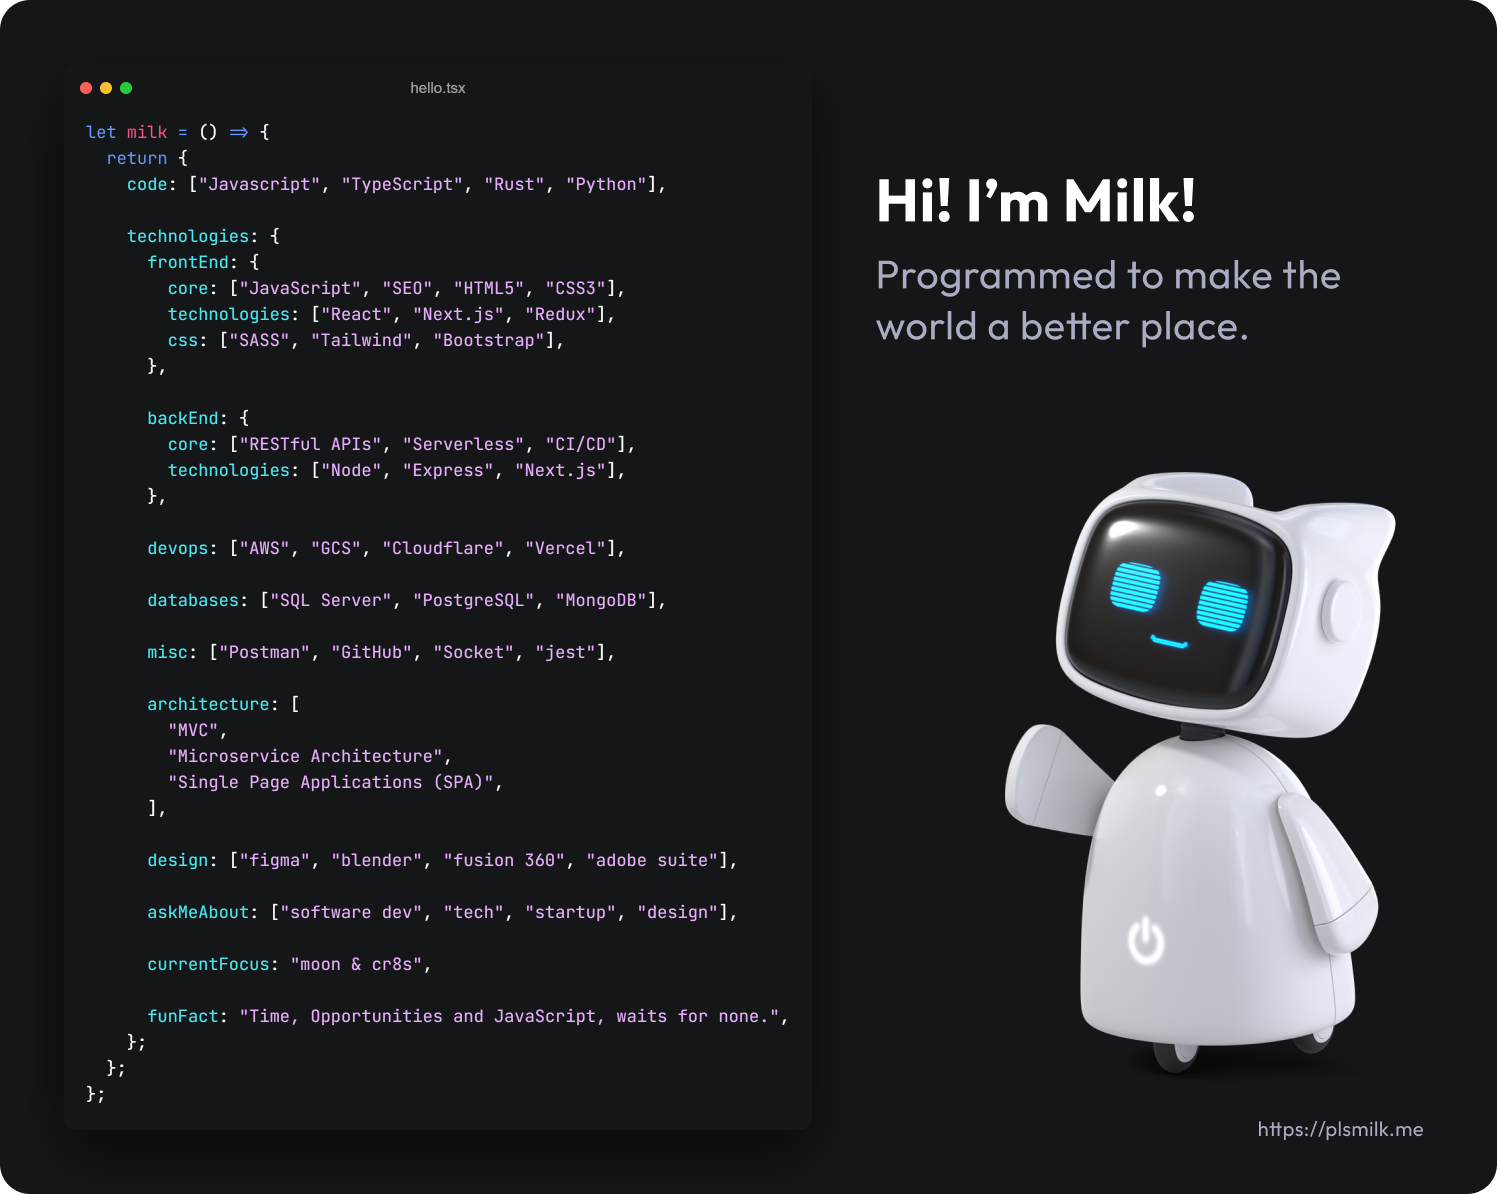 hello.tsx
let milk = () => {
return {
code: ["Javascript", "TypeScript", "Rust", "Python"],
technologies: {
frontEnd: {
core: ["JavaScript", "SEO", "HTML5", "CSS3"],
technologies: ["React", "Next.js", "Redux"],
css: ["SASS", "Tailwind", "Bootstrap"],
},
backEnd: {
core: ["RESTful APIs", "Serverless", "CI/CD"],
technologies: ["Node", "Express", "Next.js"],
},
devops: ["AWS", "GCS", "Cloudflare", "Vercel"],
databases: ["SQL Server", "PostgreSQL", "MongoDB"],
misc: ["Postman", "GitHub", "Socket", "jest"],
architecture: [
"MVC",
"Microservice Architecture",
"Single Page Applications (SPA)",
],
design: ["figma", "blender", "fusion 360", "adobe suite"],
askMeAbout: ["software dev", "tech", "startup", "design"],
currentFocus: "moon & cr8s",
funFact: "Time, Opportunities and JavaScript, waits for none.",
};
};
};
Hi! I’m Milk!
Programmed to make the
world a better place.
https://plsmilk.me